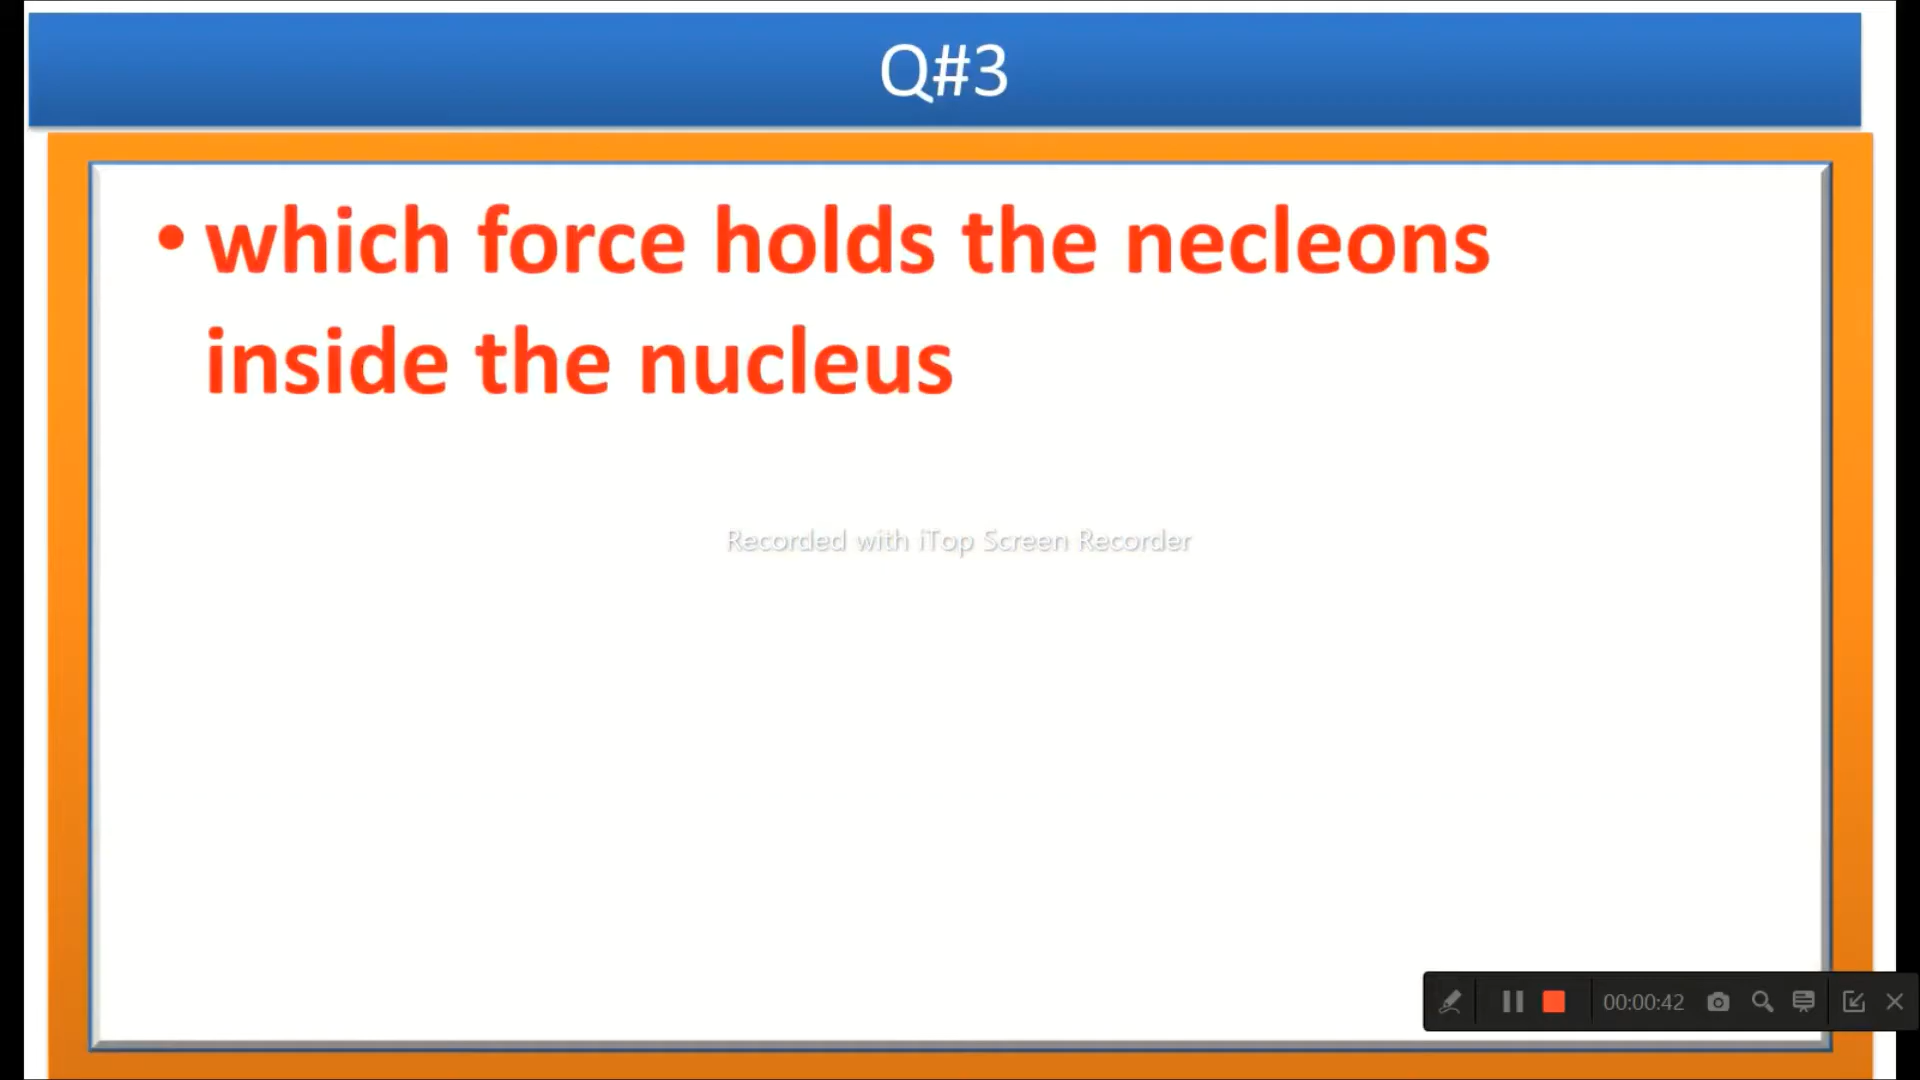 Q#3
• which force holds the necleons
inside the nucleus
Recorded with iTop Screen Recorder
00:00:42